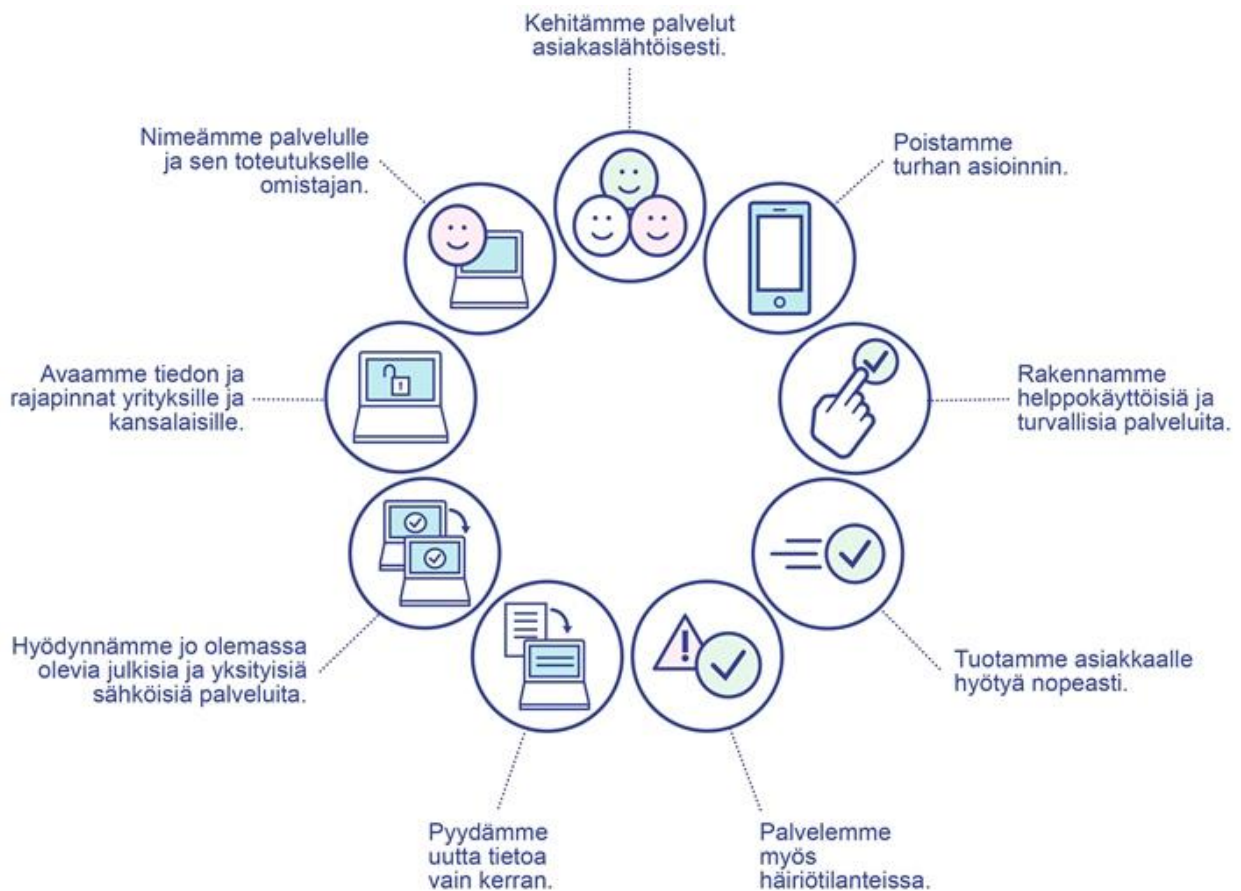 Kehitämme palvelut
asiakaslähtöisesti.
Poistamme
turhan asioinnin.
Rakennamme
helppokäyttöisiä ja
turvallisia palveluita.
Tuotamme asiakkaalle
hyötyä nopeasti.
Palvelemme
myös
häiriötilanteissa.
Pyydämme
uutta tietoa
vain kerran.
Hyödynnämme jo olemassa
olevia julkisia ja yksityisiä
sähköisiä palveluita.
Avaamme tiedon ja
rajapinnat yrityksille ja
kansalaisille.
Nimeämme palvelulle
ja sen toteutukselle
omistajan.